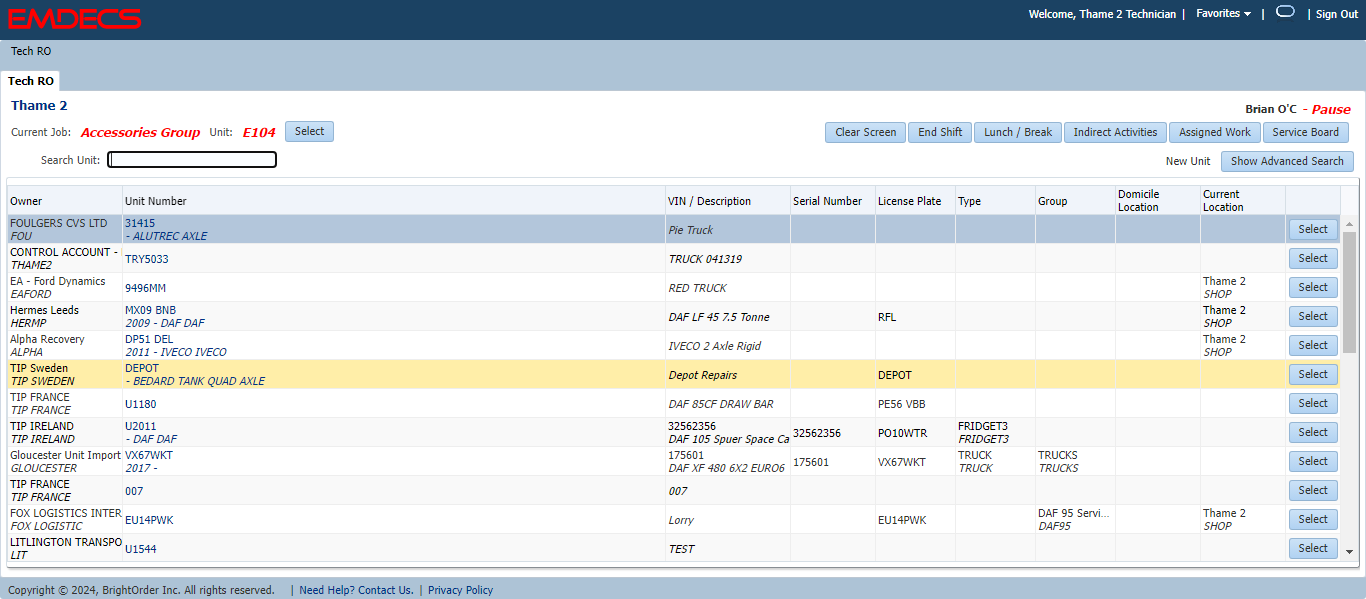 EMDECS
Welcome, Thame 2 Technician | Favorites | | Sign Out
Tech RO
Tech RO
Thame 2
Brian O'C - Pause
Current Job: Accessories Group Unit: E104 Select
Clear Screen End Shift Lunch / Break Indirect Activities Assigned Work Service Board
Search Unit:
New Unit Show Advanced Search
Owner Unit Number VIN / Description Serial Number License Plate Type Group Domicile Location Current Location
FOULGERS CVS LTD 31415
FOU - ALUTREC AXLE Pie Truck Select
CONTROL ACCOUNT -
THAME2 TRY5033 TRUCK 041319 Select
EA - Ford Dynamics Thame 2
EAFORD 9496MM RED TRUCK SHOP Select
Hermes Leeds MX09 BNB Thame 2
HERMP 2009 - DAF DAF DAF LF 45 7.5 Tonne RFL SHOP Select
Alpha Recovery DP51 DEL Thame 2
ALPHA 2011 - IVECO IVECO IVECO 2 Axle Rigid SHOP Select
TIP Sweden DEPOT
TIP SWEDEN - BEDARD TANK QUAD AXLE Depot Repairs DEPOT Select
TIP FRANCE
TIP FRANCE U1180 DAF 85CF DRAW BAR PE56 VBB Select
TIP IRELAND U2011 32562356 FRIDGET3
TIP IRELAND - DAF DAF DAF 105 Spuer Space Ca 32562356 PO10WTR FRIDGET3 Select
Gloucester Unit Import VX67WKT 175601 TRUCK TRUCKS
GLOUCESTER 2017 - DAF XF 480 6X2 EURO6 175601 VX67WKT TRUCK TRUCKS Select
TIP FRANCE
TIP FRANCE 007 007 Select
FOX LOGISTICS INTER DAF 95 Servi... Thame 2
FOX LOGISTIC EU14PWK Lorry EU14PWK DAF95 SHOP Select
LITLINGTON TRANSPO
LIT U1544 TEST Select
Copyright © 2024, BrightOrder Inc. All rights reserved. | Need Help? Contact Us. | Privacy Policy